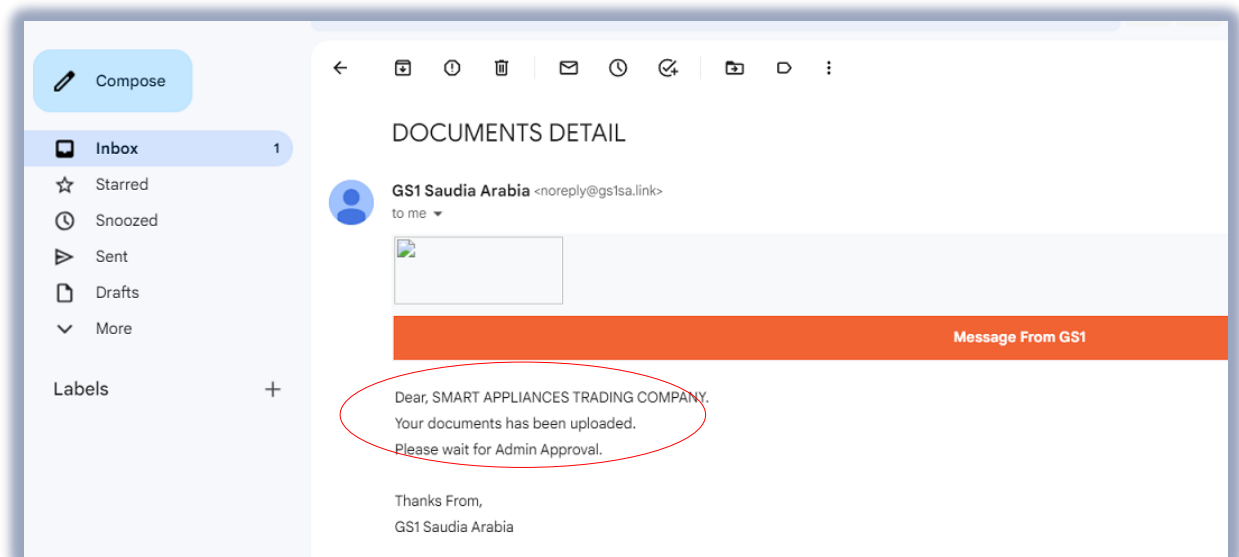 Compose
Inbox 1
Starred
Snoozed
Sent
Drafts
More
Labels
DOCUMENTS DETAIL
GS1 Saudia Arabia <noreply@gs1sa.link>
to me
Message From GS1
Dear, SMART APPLIANCES TRADING COMPANY.
Your documents has been uploaded.
Please wait for Admin Approval.
Thanks From,
GS1 Saudia Arabia